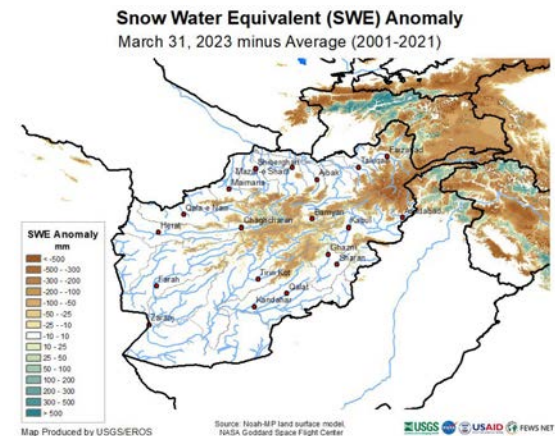 Snow Water Equivalent (SWE) Anomaly
March 31, 2023 minus Average (2001-2021)
Faizabad
Shiberghan
Mazar-e Sharif
Aibak
Maimana
Qala-e Naw
Herat
Chaghcharan
Bamyan
Kabul
Ghazni
Sharan
Farah
Tirin Kot
Qalat
Kandahar
Zaranj
SWE Anomaly
mm
< -500
-500 - -300
-300 - -200
-200 - -100
-100 - -50
-50 - -25
-25 - -10
-10 - 10
10 - 25
25 - 50
50 - 100
100 - 200
200 - 300
300 - 500
> 500
Map Produced by USGS/EROS
Source: Noah-MP land surface model,
NASA Goddard Space Flight Center
USGS
USAID
FEWS NET